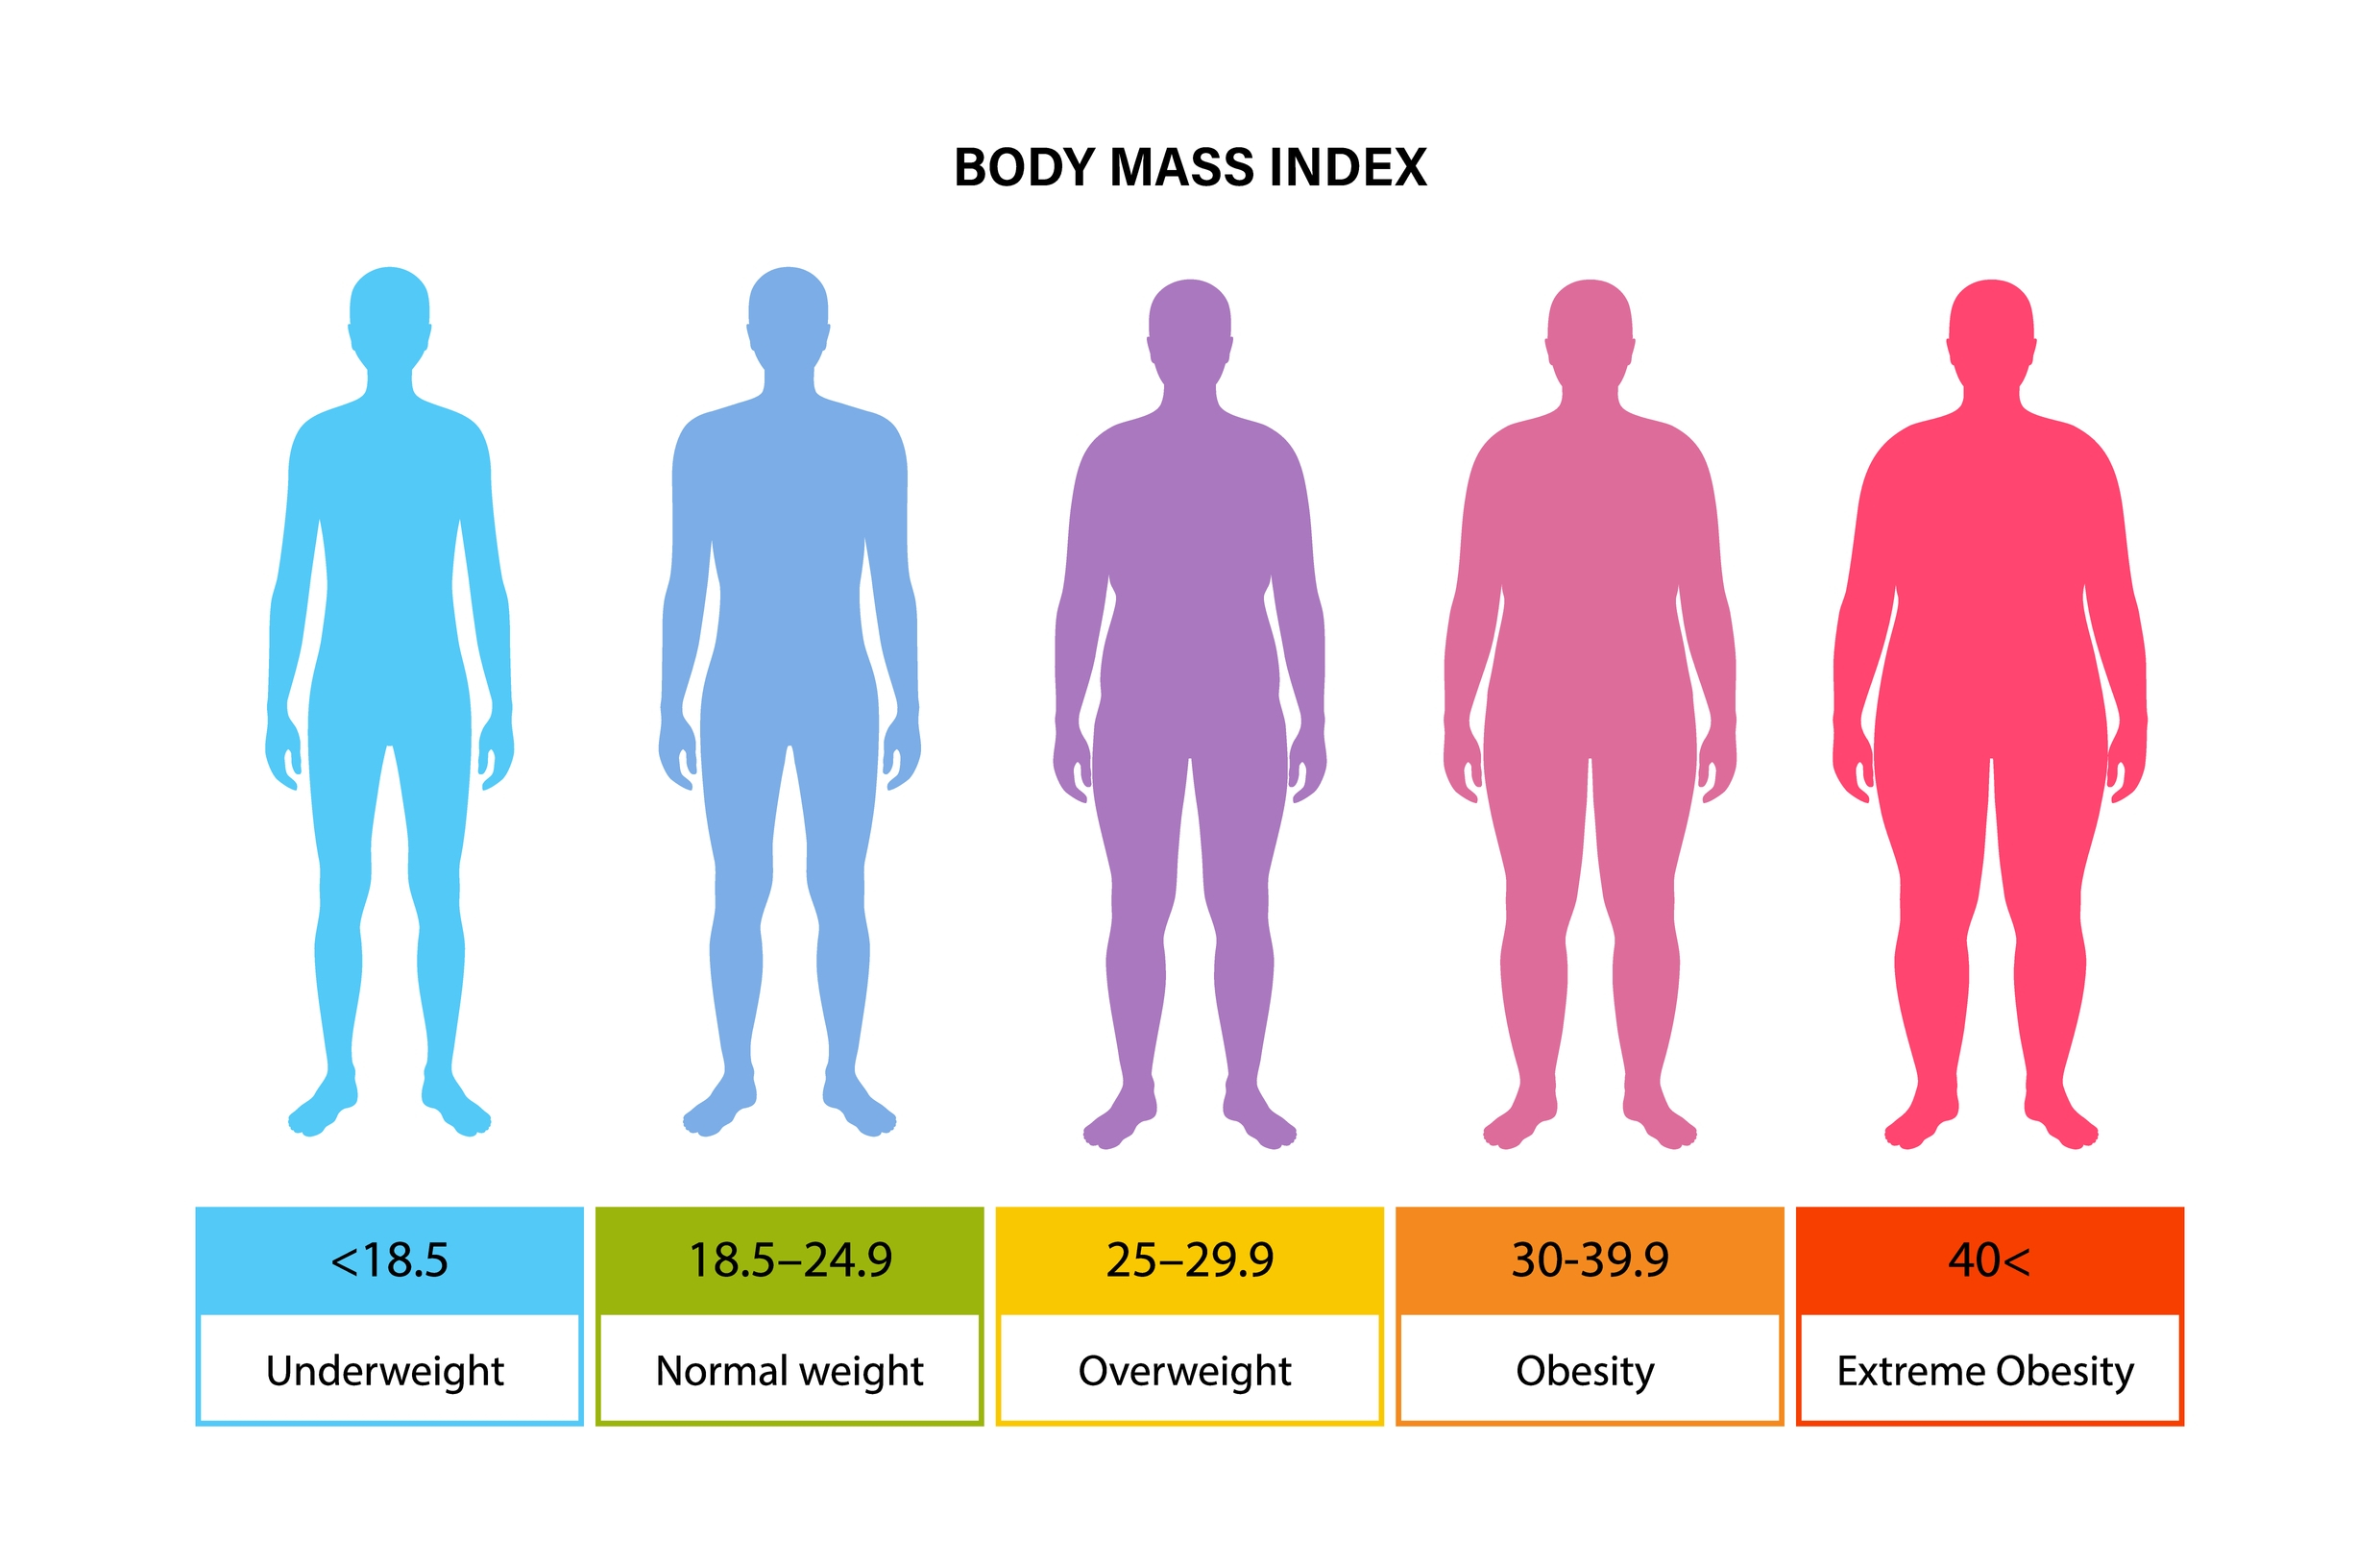 BODY MASS INDEX
<18.5
18.5–24.9
25–29.9
30-39.9
40<
Underweight
Normal weight
Overweight
Obesity
Extreme Obesity